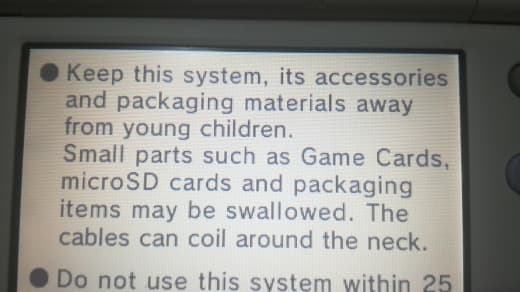 ● Keep this system, its accessories
and packaging materials away
from young children.
Small parts such as Game Cards,
microSD cards and packaging
items may be swallowed. The
cables can coil around the neck.
● Do not use this system within 25